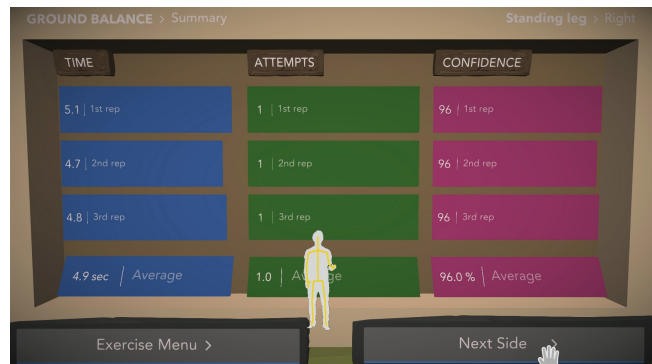 GROUND BALANCE > Summary
Standing leg > Right
TIME
ATTEMPTS
CONFIDENCE
5.1 | 1st rep
1 | 1st rep
96 | 1st rep
4.7 | 2nd rep
1 | 2nd rep
96 | 2nd rep
4.8 | 3rd rep
1 | 3rd rep
96 | 3rd rep
4.9 sec | Average
1.0 | Average
96.0 % | Average
Exercise Menu >
Next Side >